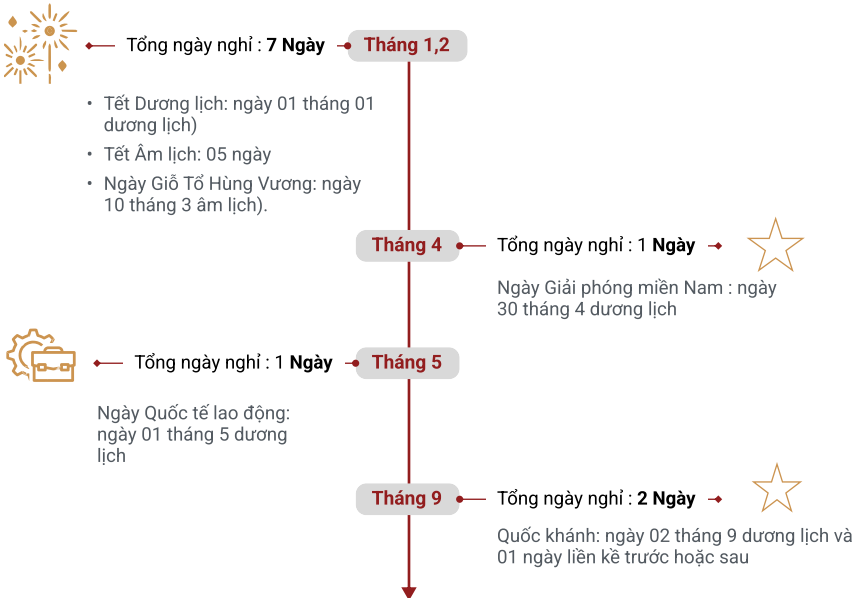 Tổng ngày nghỉ : 7 Ngày
Tháng 1,2
• Tết Dương lịch: ngày 01 tháng 01
dương lịch)
• Tết Âm lịch: 05 ngày
• Ngày Giỗ Tổ Hùng Vương: ngày
10 tháng 3 âm lịch).
Tháng 4
Tổng ngày nghỉ : 1 Ngày
Ngày Giải phóng miền Nam : ngày
30 tháng 4 dương lịch
Tổng ngày nghỉ : 1 Ngày
Tháng 5
Ngày Quốc tế lao động:
ngày 01 tháng 5 dương
lịch
Tháng 9
Tổng ngày nghỉ : 2 Ngày
Quốc khánh: ngày 02 tháng 9 dương lịch và
01 ngày liền kề trước hoặc sau